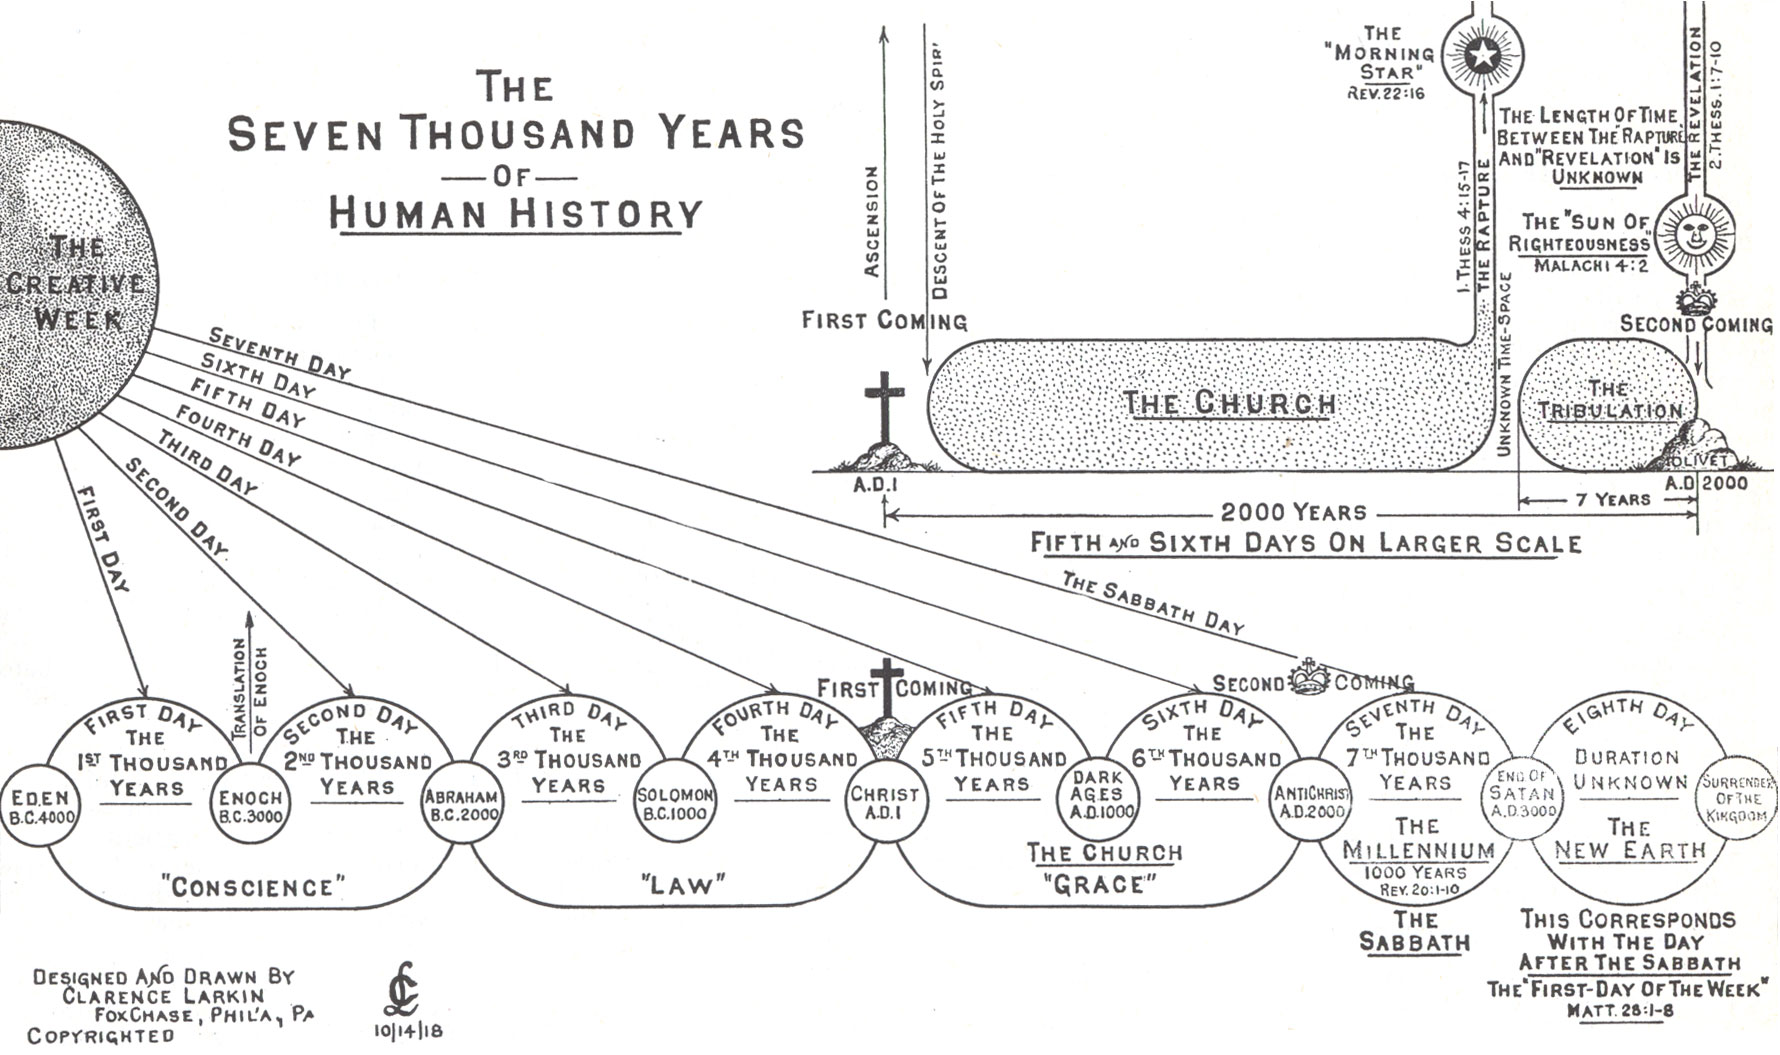 THE
SEVEN THOUSAND YEARS
OF
HUMAN HISTORY
THE
CREATIVE
WEEK
SEVENTH DAY
SIXTH DAY
FIFTH DAY
FOURTH DAY
THIRD DAY
SECOND DAY
FIRST DAY
THE SABBATH DAY
ASCENSION
DESCENT OF THE HOLY SPIR'
FIRST COMING
THE
"MORNING
STAR"
REV. 22:16
1. THESS 4:15-17
THE RAPTURE
UNKNOWN TIME-SPACE
THE LENGTH OF TIME
BETWEEN THE "RAPTURE"
AND "REVELATION" IS
UNKNOWN
THE REVELATION
2. THESS. 1:7-10
THE "SUN OF
RIGHTEOUSNESS"
MALACHI 4:2
SECOND COMING
THE CHURCH
THE
TRIBULATION
OLIVET
A.D. 1
A.D 2000
7 YEARS
2000 YEARS
FIFTH AND SIXTH DAYS ON LARGER SCALE
TRANSLATION
OF ENOCH
FIRST COMING
SECOND COMING
FIRST DAY
THE
1ST THOUSAND
YEARS
SECOND DAY
THE
2ND THOUSAND
YEARS
THIRD DAY
THE
3RD THOUSAND
YEARS
FOURTH DAY
THE
4TH THOUSAND
YEARS
FIFTH DAY
THE
5TH THOUSAND
YEARS
SIXTH DAY
THE
6TH THOUSAND
YEARS
SEVENTH DAY
THE
7TH THOUSAND
YEARS
EIGHTH DAY
DURATION
UNKNOWN
EDEN
B.C. 4000
ENOCH
B.C. 3000
ABRAHAM
B.C. 2000
SOLOMON
B.C. 1000
CHRIST
A.D. 1
DARK
AGES
A.D. 1000
ANTICHRIST
A.D. 2000
END OF
SATAN
A.D. 3000
SURRENDER
OF THE
KINGDOM
"CONSCIENCE"
"LAW"
THE CHURCH
"GRACE"
THE
MILLENNIUM
1000 YEARS
REV. 20:1-10
THE
SABBATH
THE
NEW EARTH
THIS CORRESPONDS
WITH THE DAY
AFTER THE SABBATH
THE "FIRST-DAY OF THE WEEK"
MATT. 28:1-8
DESIGNED AND DRAWN BY
CLARENCE LARKIN
FOX CHASE, PHIL'A, PA
COPYRIGHTED
CL
10/14/18